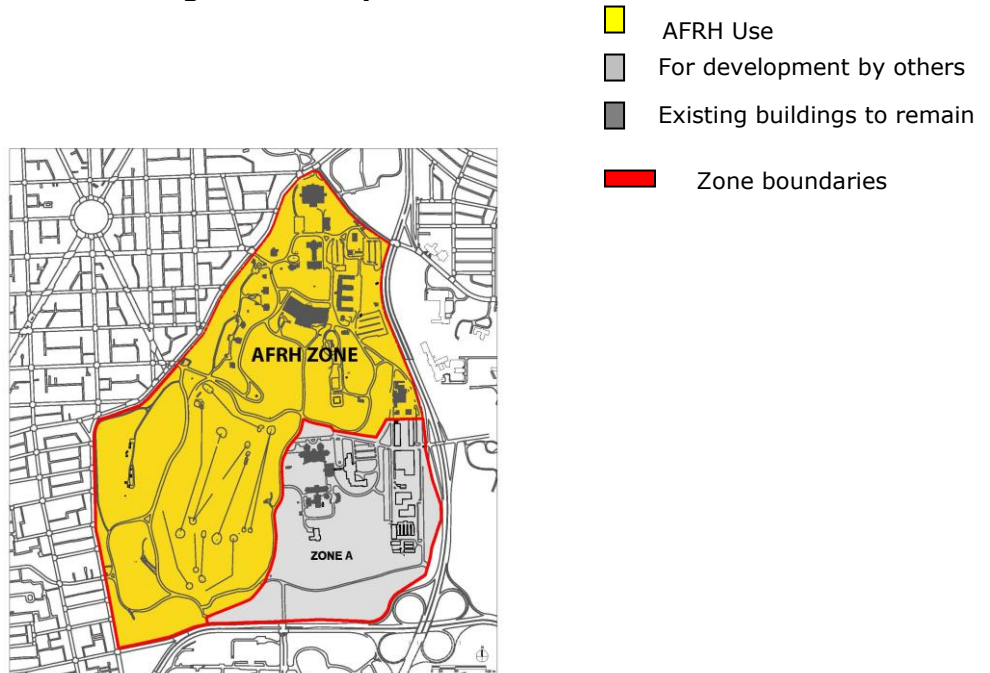 AFRH Use
For development by others
Existing buildings to remain
Zone boundaries
AFRH ZONE
ZONE A